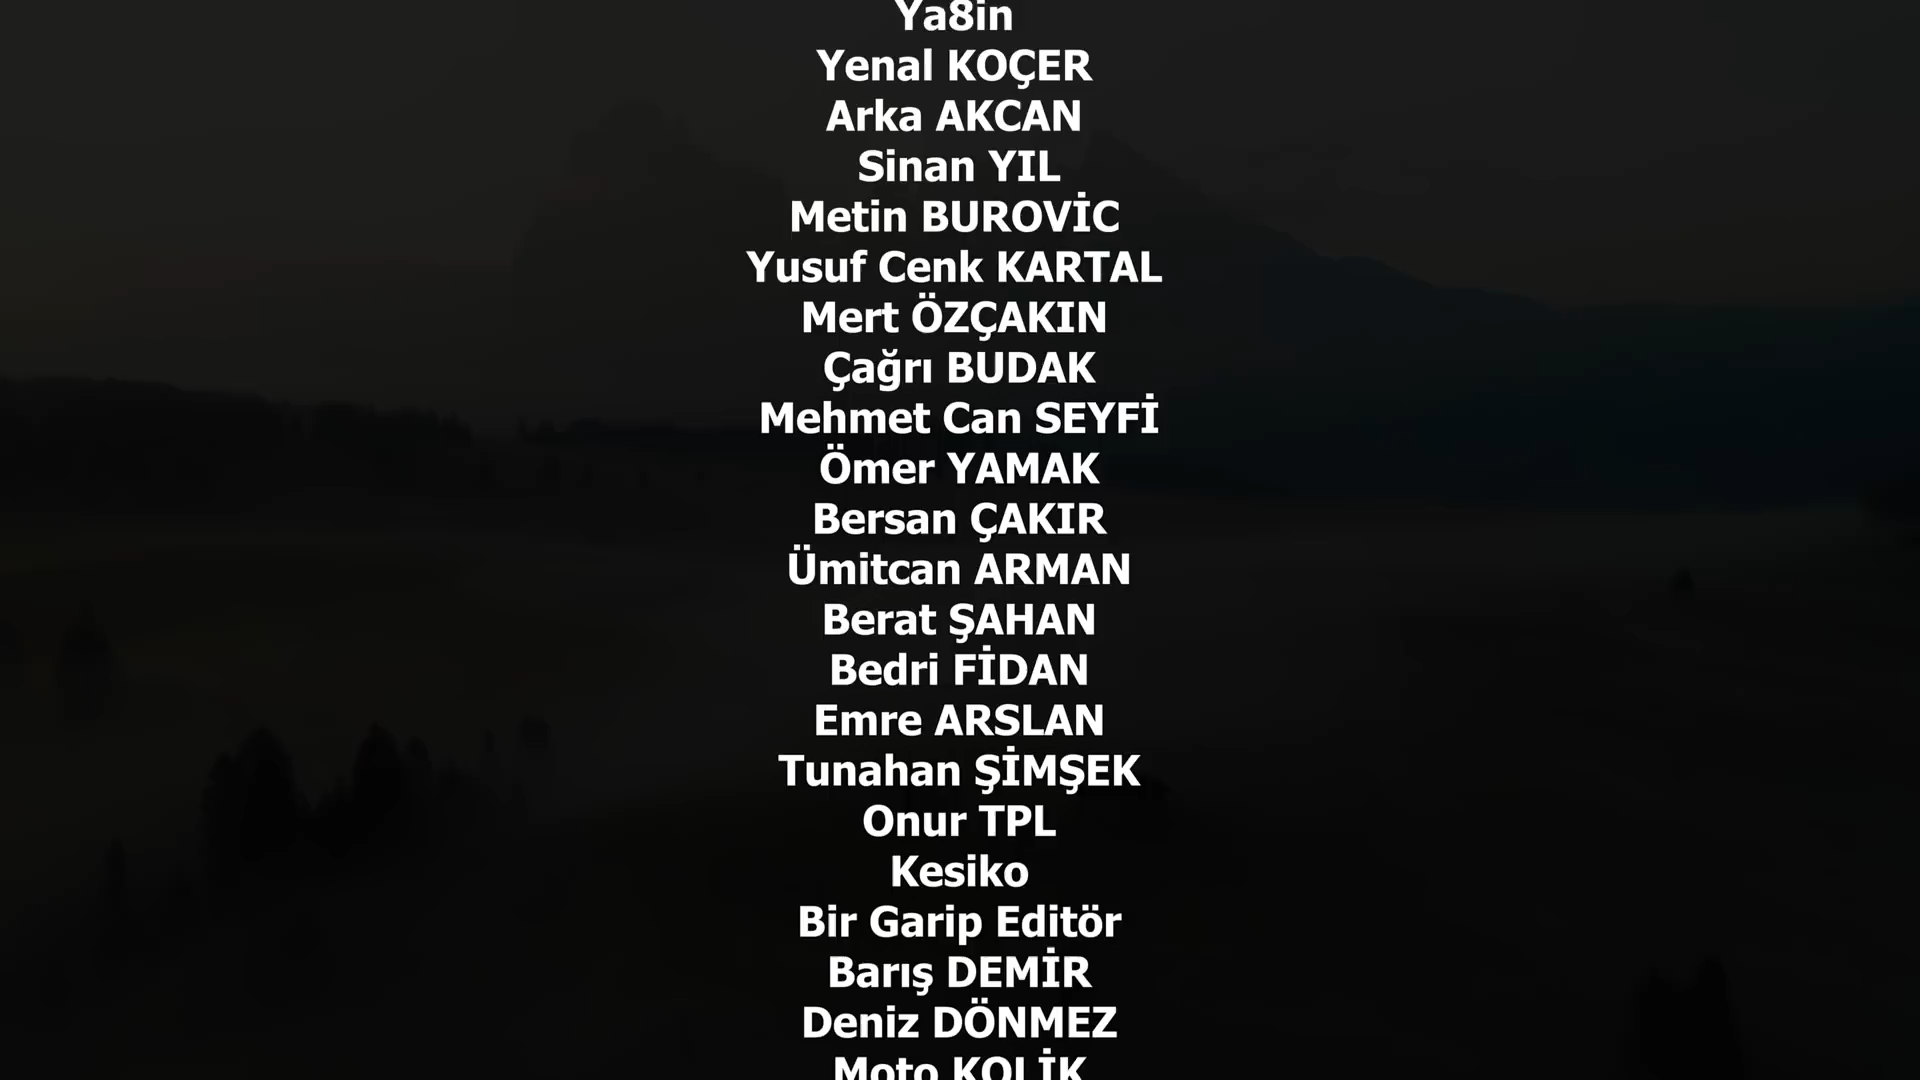 Ya8in
Yenal KOÇER
Arka AKCAN
Sinan YIL
Metin BUROVİC
Yusuf Cenk KARTAL
Mert ÖZÇAKIN
Çağrı BUDAK
Mehmet Can SEYFİ
Ömer YAMAK
Bersan ÇAKIR
Ümitcan ARMAN
Berat ŞAHAN
Bedri FİDAN
Emre ARSLAN
Tunahan ŞİMŞEK
Onur TPL
Kesiko
Bir Garip Editör
Barış DEMİR
Deniz DÖNMEZ
Moto KOLİK